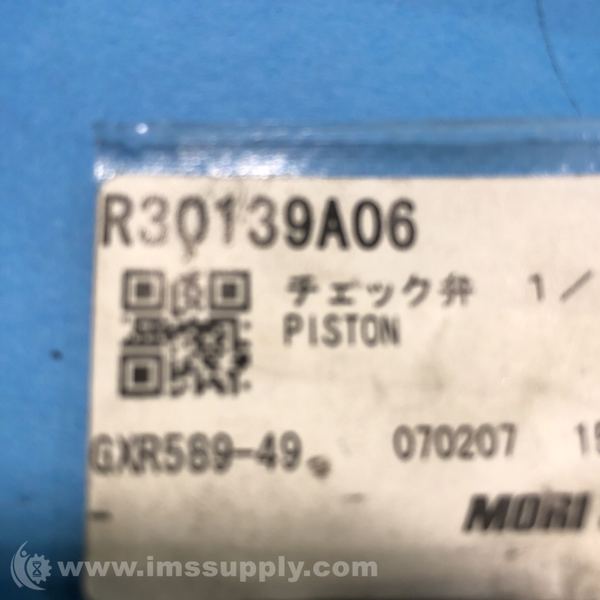 R30139A06
チェック弁 1/
PISTON
GXR589-49 070207
MORI
www.imssupply.com